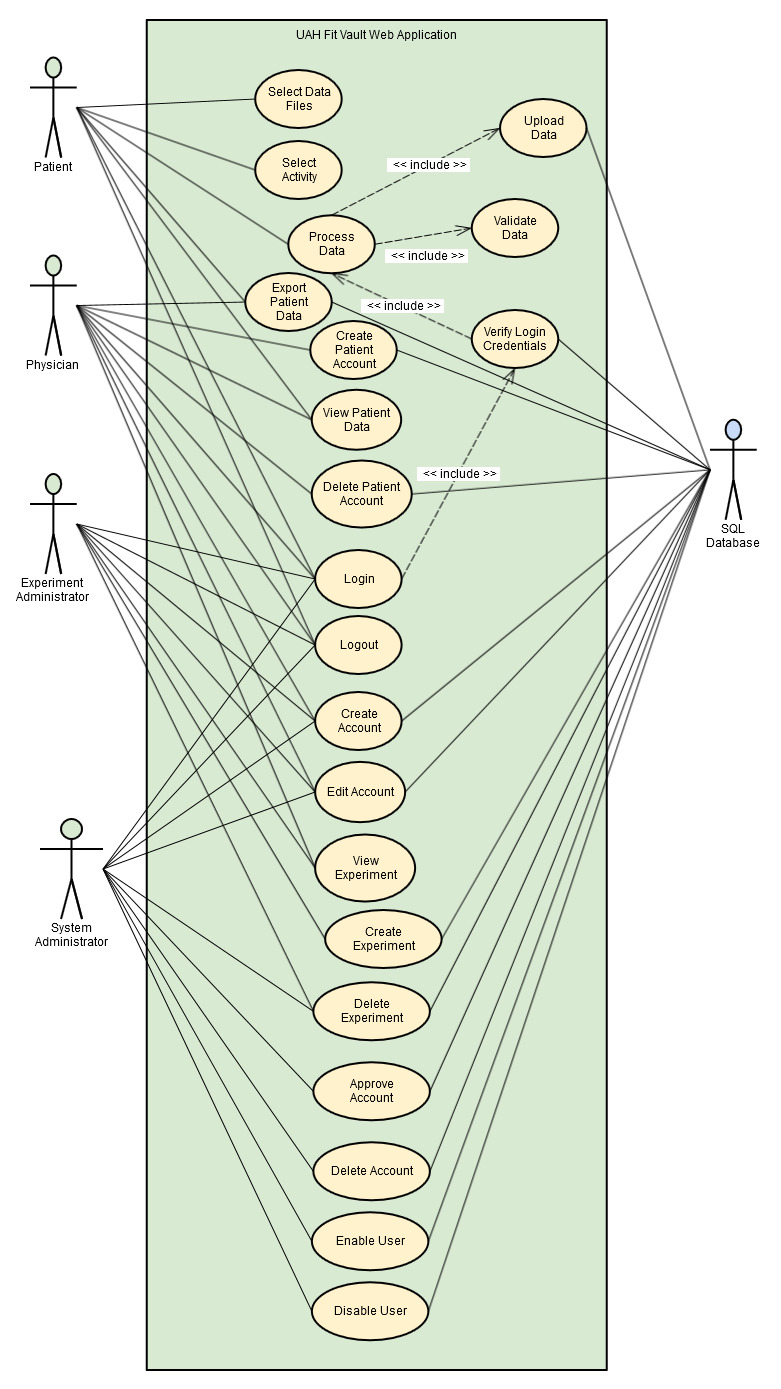 UAH Fit Vault Web Application
Select Data
Files
Upload
Data
Patient
<< include >>
Select
Activity
Process
Data
Validate
Data
<< include >>
Export
Patient
Data
<< include >>
Physician
Create
Patient
Account
Verify Login
Credentials
View Patient
Data
Delete Patient
Account
<< include >>
SQL
Database
Experiment
Administrator
Login
Logout
Create
Account
Edit Account
View
Experiment
System
Administrator
Create
Experiment
Delete
Experiment
Approve
Account
Delete Account
Enable User
Disable User